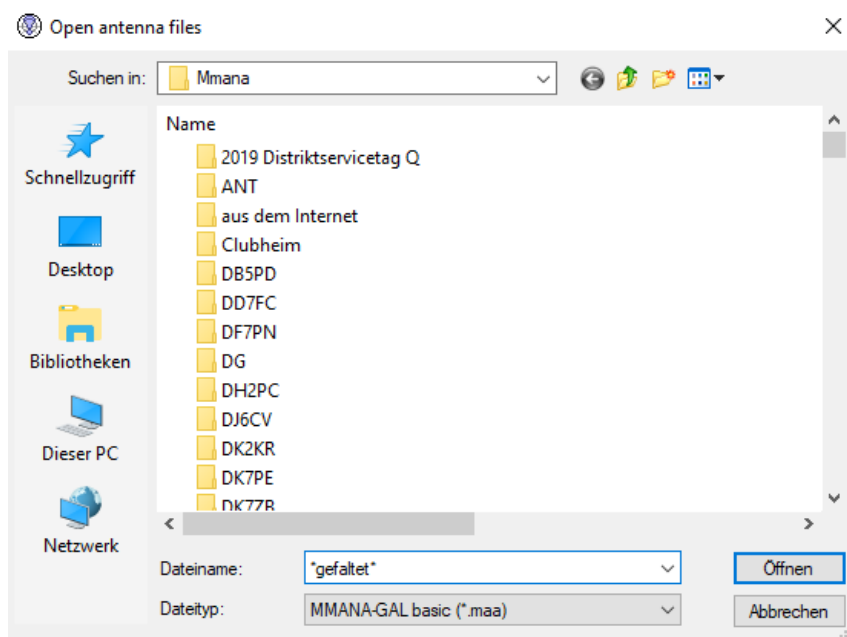 Open antenna files
Suchen in:
Mmana
Schnellzugriff
Desktop
Bibliotheken
Dieser PC
Netzwerk
Name
2019 Distriktservicetag Q
ANT
aus dem Internet
Clubheim
DB5PD
DD7FC
DF7PN
DG
DH2PC
DJ6CV
DK2KR
DK7PE
DK7ZB
Dateiname:
*gefaltet*
Öffnen
Dateityp:
MMANA-GAL basic (*.maa)
Abbrechen